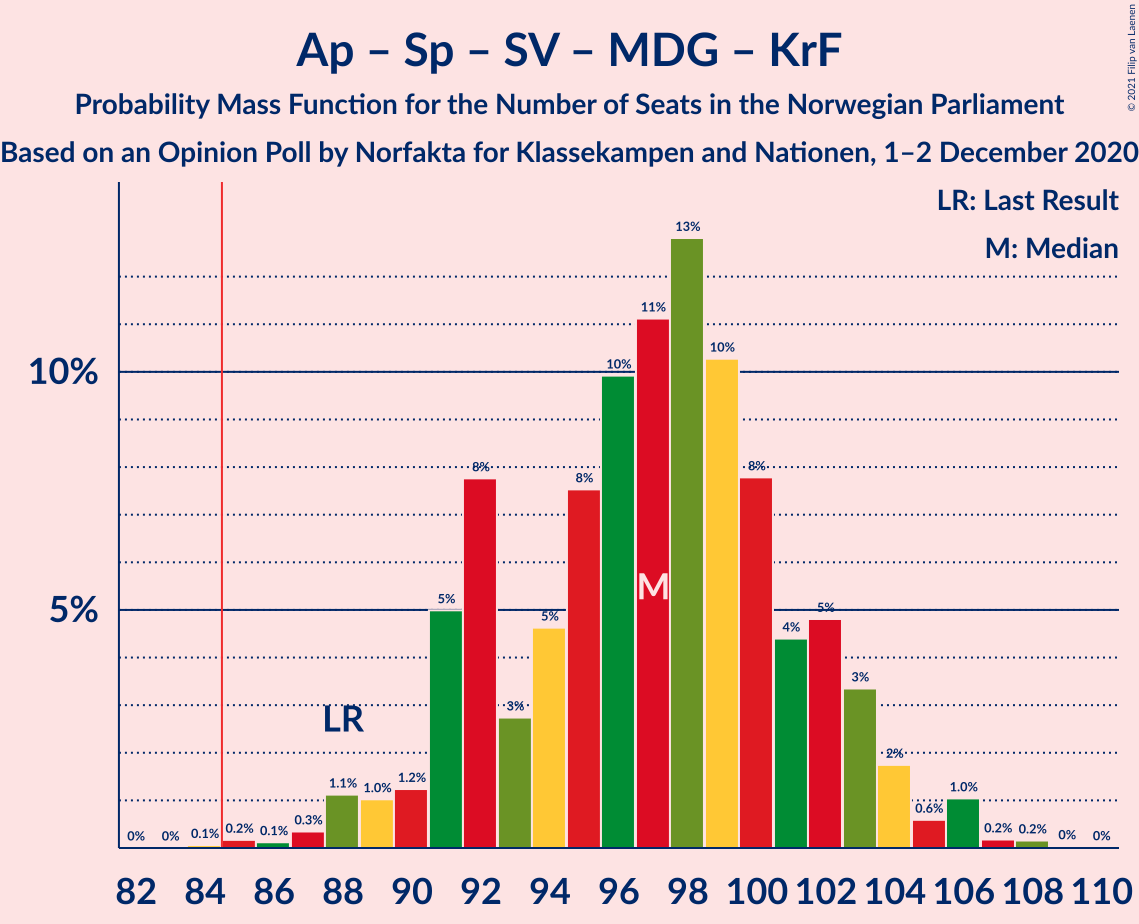 Ap – Sp – SV – MDG – KrF
Probability Mass Function for the Number of Seats in the Norwegian Parliament
Based on an Opinion Poll by Norfakta for Klassekampen and Nationen, 1–2 December 2020
© 2021 Filip van Laenen
LR: Last Result
M: Median
10%
5%
0% 0% 0.1% 0.2% 0.1% 0.3% 1.1% 1.0% 1.2% 5% 8% 3% 5% 8% 10% 11% 13% 10% 8% 4% 5% 3% 2% 0.6% 1.0% 0.2% 0.2% 0% 0%
LR
M
82 84 86 88 90 92 94 96 98 100 102 104 106 108 110